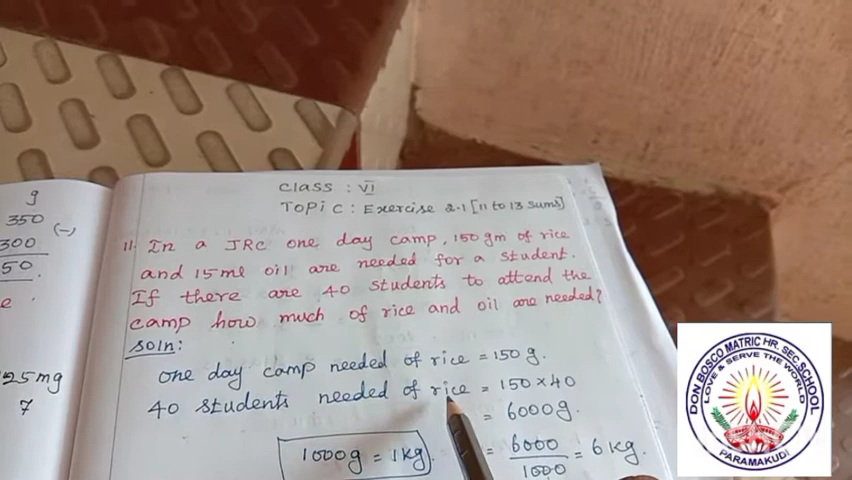 g
350
300
(-)
50
e
25mg
7
Class : VI
TOPIC : Exercise 2.1 [11 to 13 sums]
11. In a JRC one day camp, 150 gm of rice
and 15 ml oil are needed for a student.
If there are 40 students to attend the
camp how much of rice and oil are needed?
Soln:
One day camp needed of rice = 150 g.
40 students needed of rice = 150 × 40
= 6000 g.
1000g = 1 kg.
= 6000/1000 = 6 kg.
DON BOSCO MATRIC HR. SEC SCHOOL
LOVE & SERVE THE WORLD
PARAMAKUDI